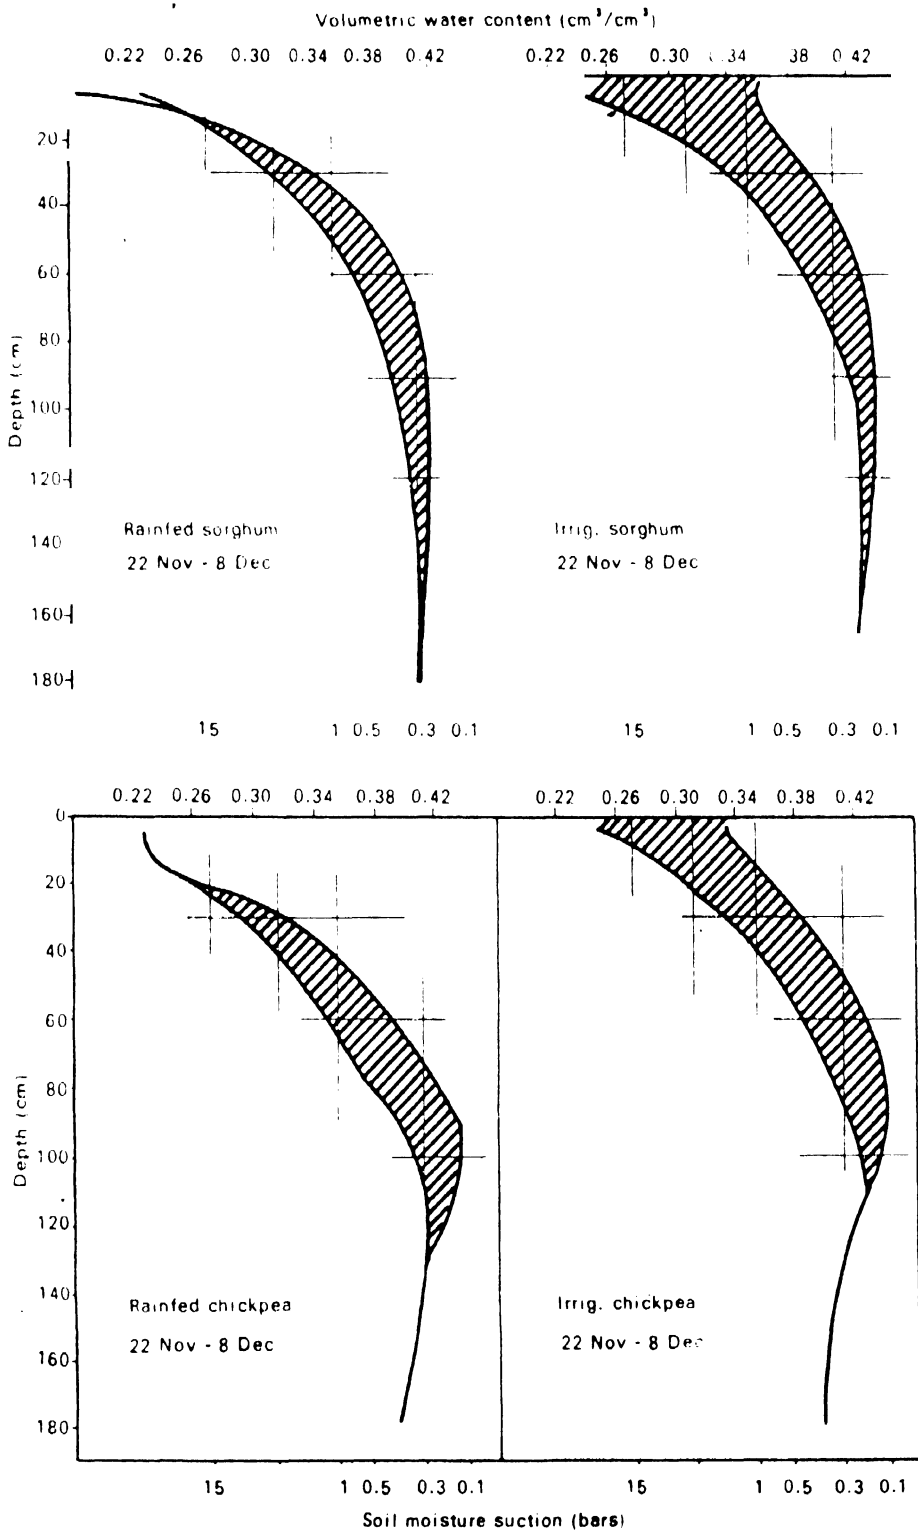 Volumetric water content (cm³/cm³)
0.22 0.26 0.30 0.34 0.38 0.42
0.22 0.26 0.30 0.34 38 0.42
20
40
60
80
100
120
140
160
180
Depth (cm)
Rainfed sorghum
22 Nov - 8 Dec
Irrig. sorghum
22 Nov - 8 Dec
15 1 0.5 0.3 0.1
15 1 0.5 0.3 0.1
0.22 0.26 0.30 0.34 0.38 0.42
0.22 0.26 0.30 0.34 0.38 0.42
0
20
40
60
80
100
120
140
160
180
Depth (cm)
Rainfed chickpea
22 Nov - 8 Dec
Irrig. chickpea
22 Nov - 8 Dec
15 1 0.5 0.3 0.1
15 1 0.5 0.3 0.1
Soil moisture suction (bars)